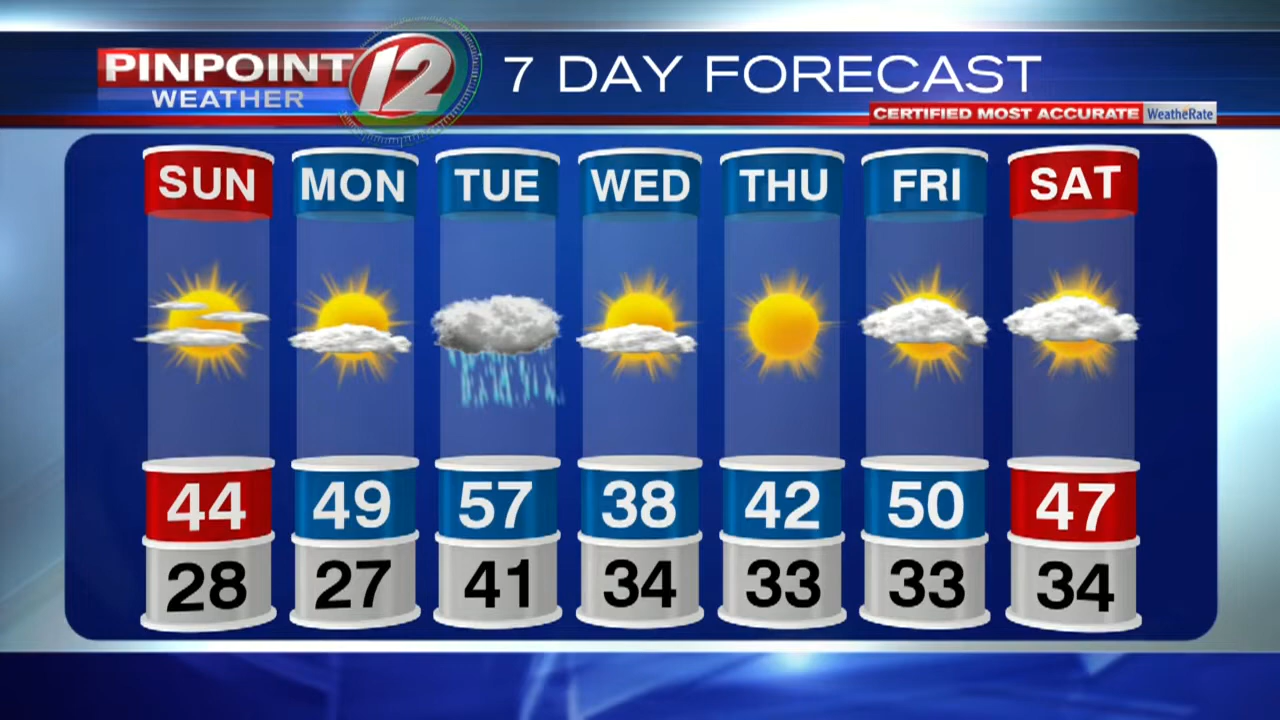 PINPOINT 12
WEATHER
7 DAY FORECAST
CERTIFIED MOST ACCURATE WeatheRate
SUN MON TUE WED THU FRI SAT
44 49 57 38 42 50 47
28 27 41 34 33 33 34